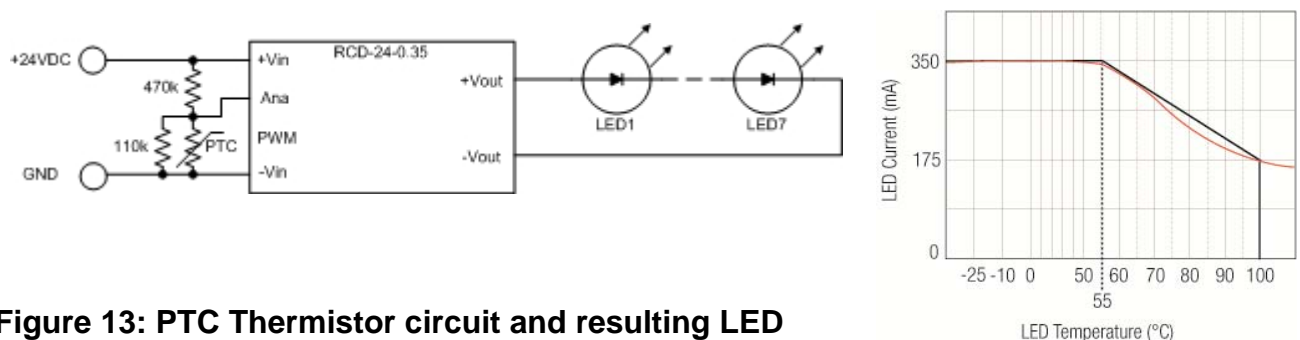 RCD-24-0.35
+24VDC
+Vin
470k
Ana
+Vout
110k
PTC
PWM
LED1
LED7
GND
-Vin
-Vout
LED Current (mA)
350
175
0
-25 -10 0 50 60 70 80 90 100
55
LED Temperature (°C)
Figure 13: PTC Thermistor circuit and resulting LED